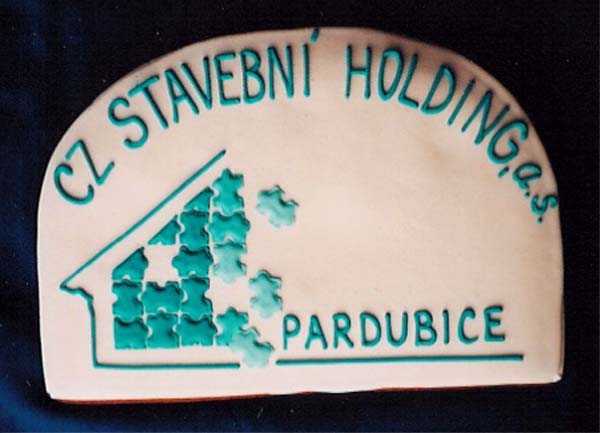 CZ STAVEBNÍ HOLDING, a.s.
PARDUBICE